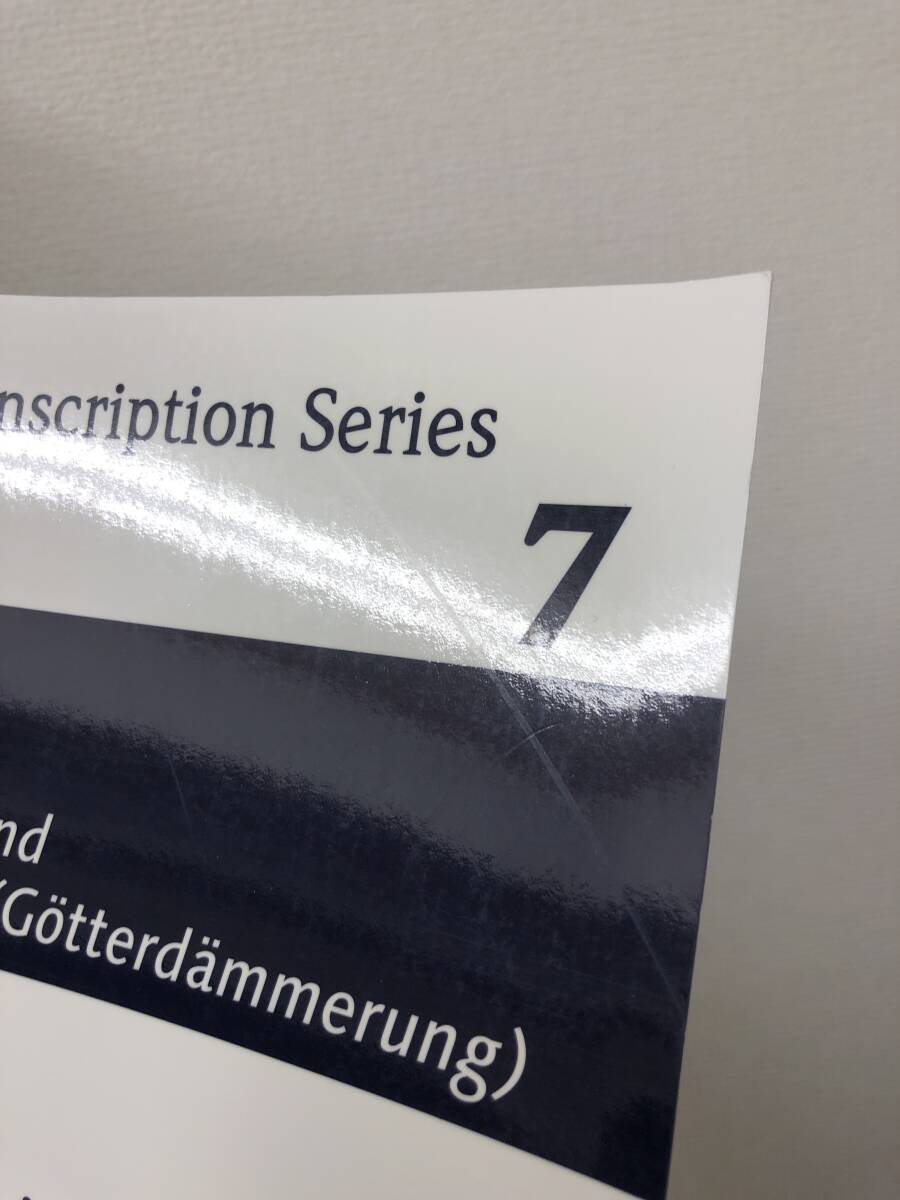 nscription Series
7
nd
(Götterdämmerung)